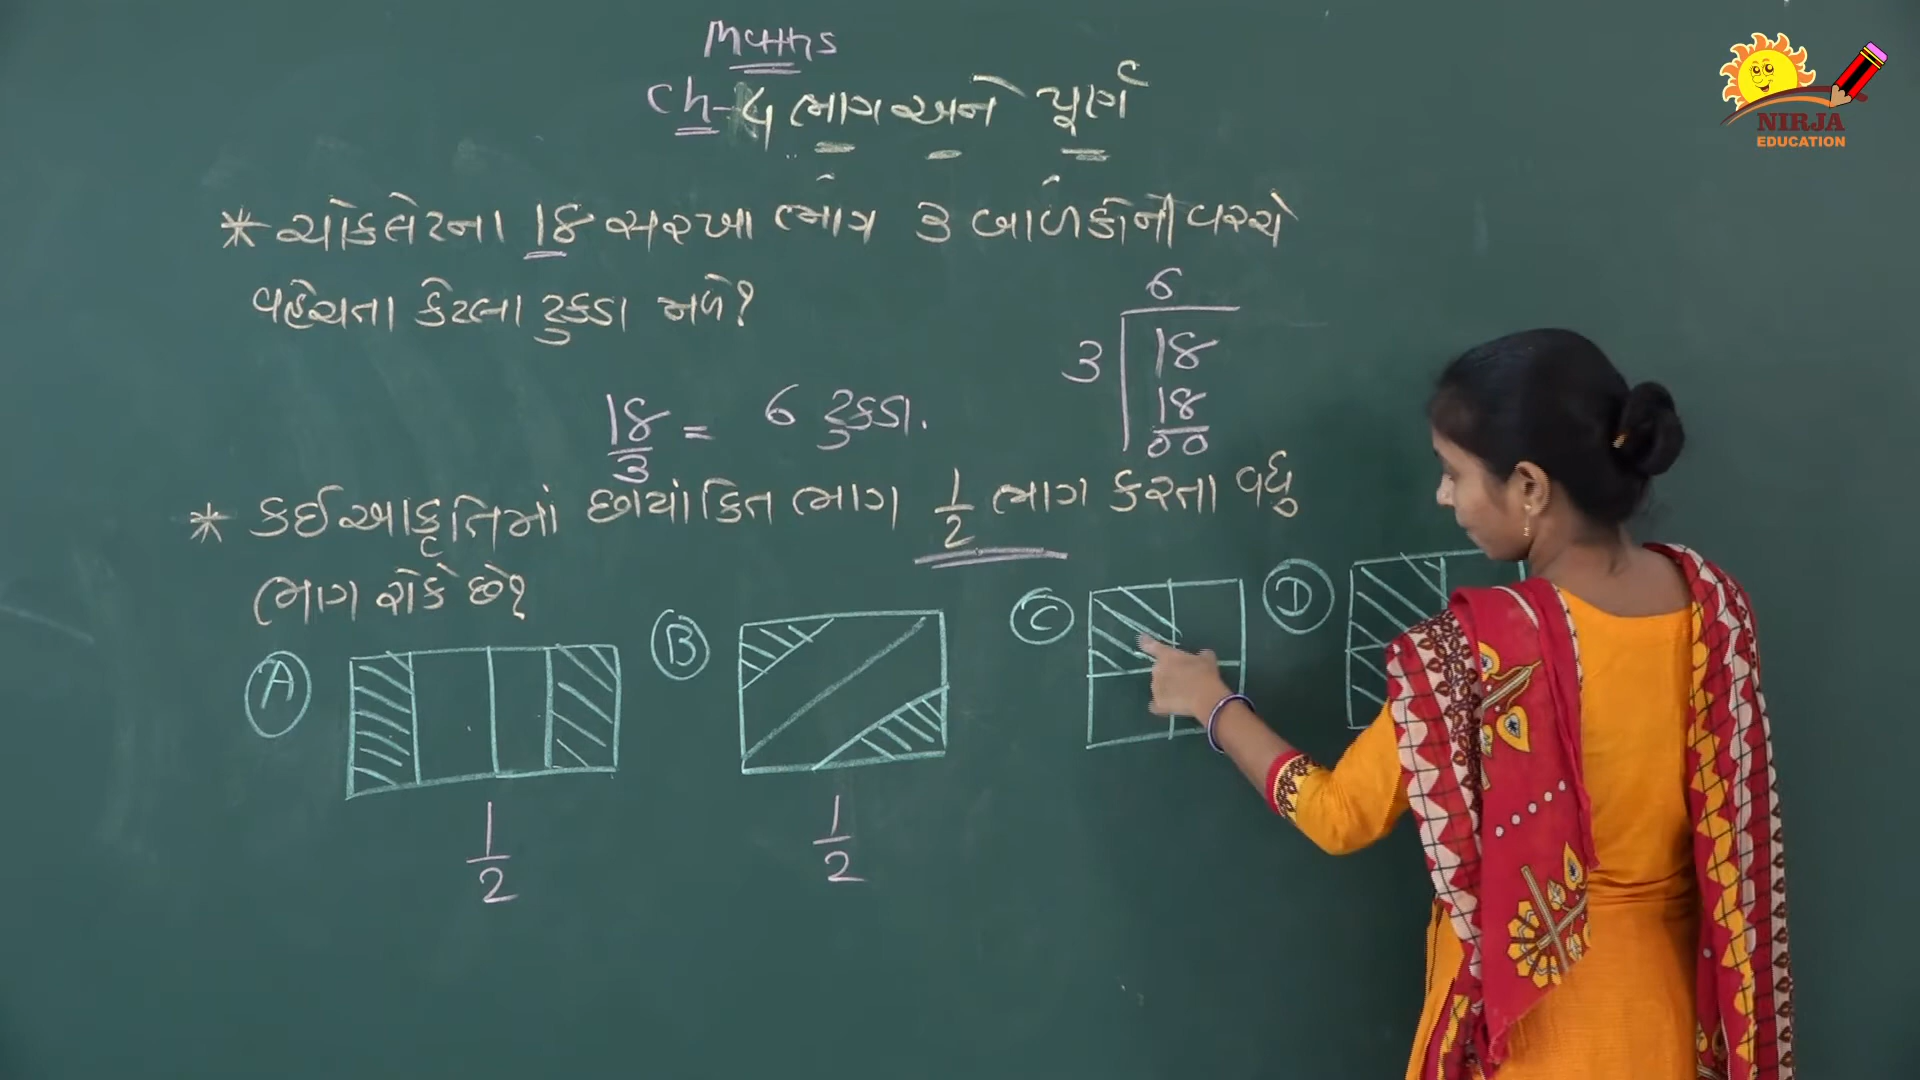 Maths
Ch-૪ ભાગ અને પૂર્ણ
* ચોકલેટના 18 સરખા ભાગ 3 બાળકોની વચ્ચે
વહેચતા કેટલા ટુકડા મળે?
6
3 18
18
00
18/3 = 6 ટુકડા.
* કઈ આકૃતિમાં છાયાંકિત ભાગ 1/2 ભાગ કરતા વધુ
ભાગ રોકે છે?
A B C D
1/2 1/2
NIRJA
EDUCATION